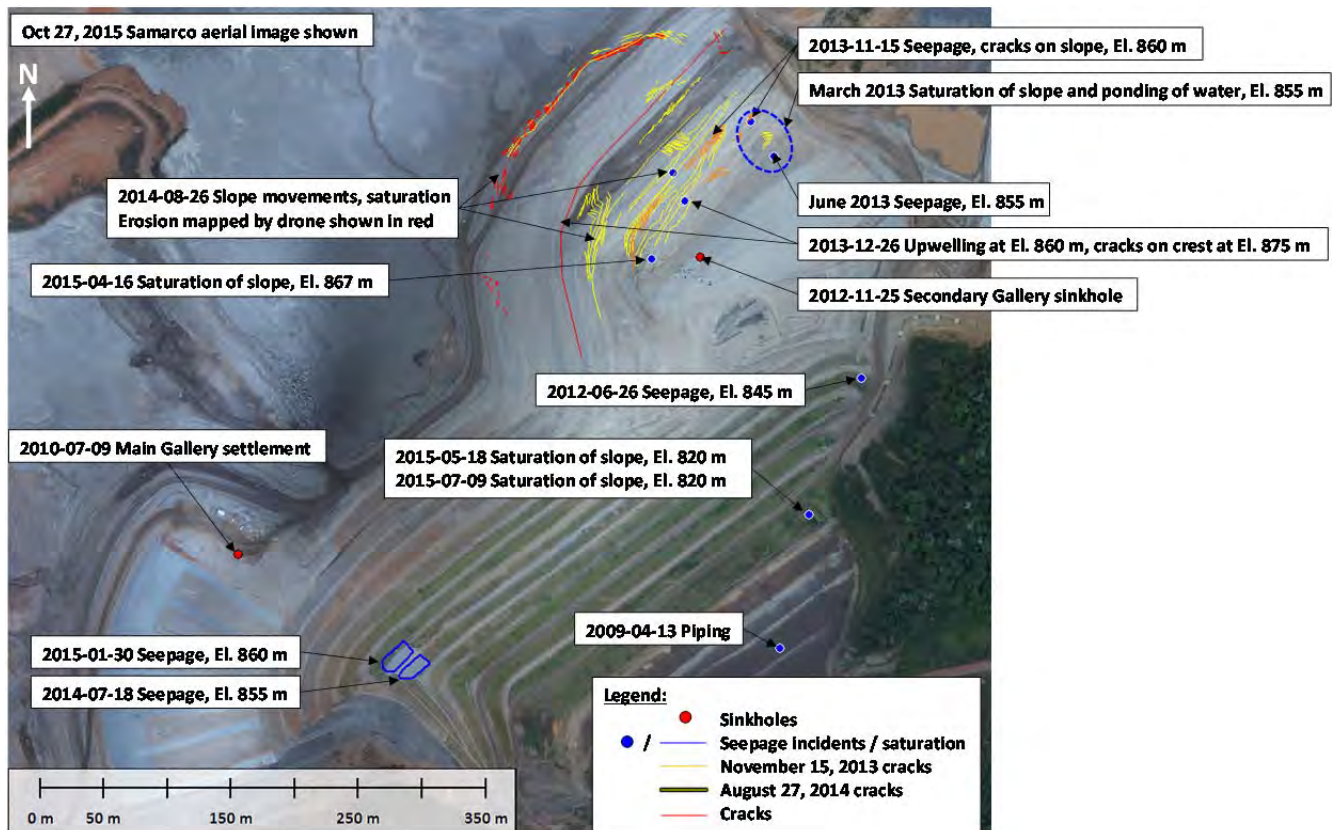 Oct 27, 2015 Samarco aerial image shown
N
2013-11-15 Seepage, cracks on slope, El. 860 m
March 2013 Saturation of slope and ponding of water, El. 855 m
2014-08-26 Slope movements, saturation
Erosion mapped by drone shown in red
June 2013 Seepage, El. 855 m
2013-12-26 Upwelling at El. 860 m, cracks on crest at El. 875 m
2015-04-16 Saturation of slope, El. 867 m
2012-11-25 Secondary Gallery sinkhole
2012-06-26 Seepage, El. 845 m
2010-07-09 Main Gallery settlement
2015-05-18 Saturation of slope, El. 820 m
2015-07-09 Saturation of slope, El. 820 m
2009-04-13 Piping
2015-01-30 Seepage, El. 860 m
2014-07-18 Seepage, El. 855 m
Legend:
Sinkholes
/ Seepage incidents / saturation
November 15, 2013 cracks
August 27, 2014 cracks
Cracks
0 m 50 m 150 m 250 m 350 m